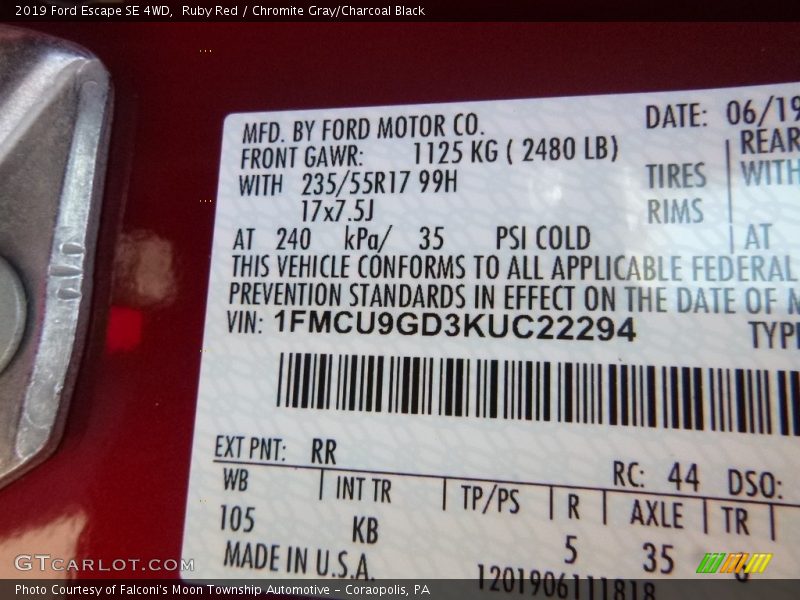 2019 Ford Escape SE 4WD, Ruby Red / Chromite Gray/Charcoal Black
MFD. BY FORD MOTOR CO. DATE: 06/19
FRONT GAWR: 1125 KG ( 2480 LB) REAR
WITH 235/55R17 99H TIRES WITH
17x7.5J RIMS
AT 240 kPa/ 35 PSI COLD AT
THIS VEHICLE CONFORMS TO ALL APPLICABLE FEDERAL
PREVENTION STANDARDS IN EFFECT ON THE DATE OF M
VIN: 1FMCU9GD3KUC22294 TYP
EXT PNT: RR RC: 44 DSO:
WB INT TR TP/PS R AXLE TR
105 KB 5 35
MADE IN U.S.A. 1201906111818
GTCARLOT.COM
Photo Courtesy of Falconi's Moon Township Automotive - Coraopolis, PA